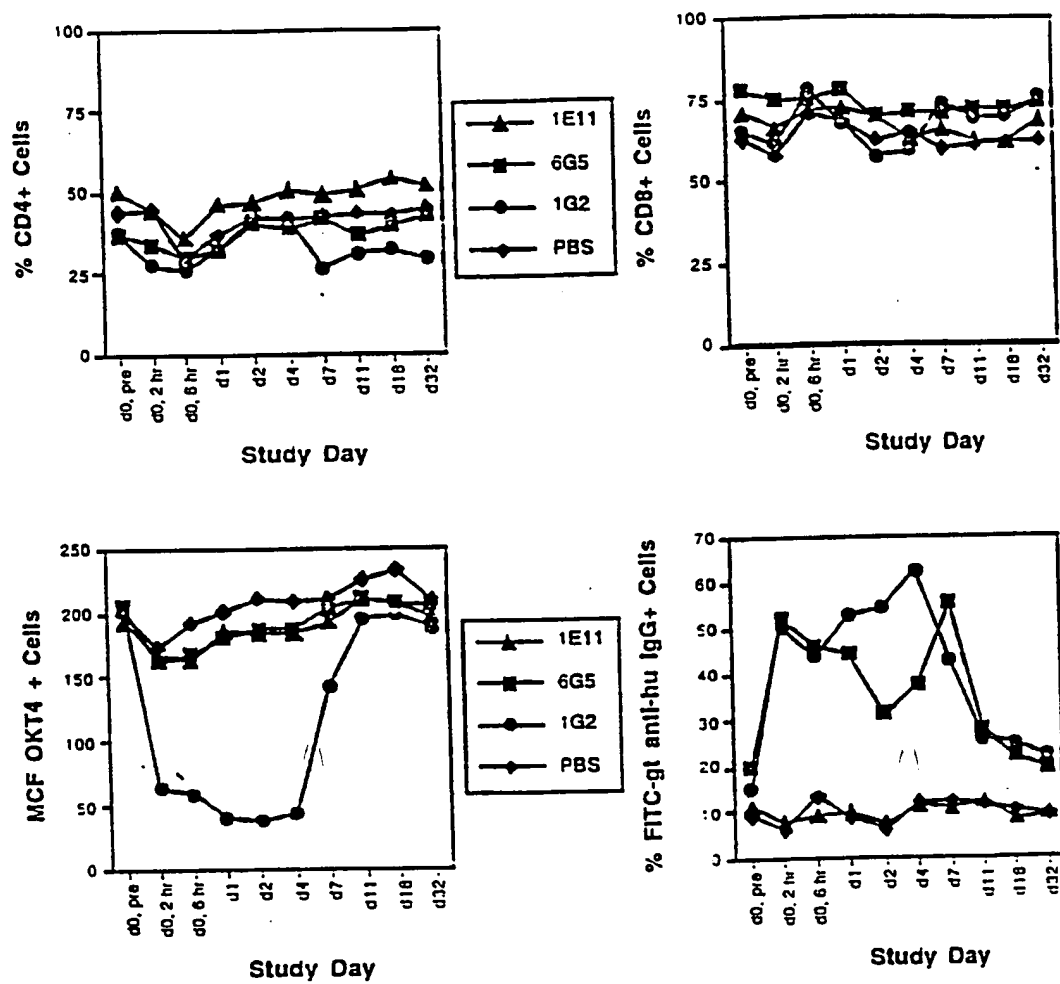 % CD4+ Cells
100
75
50
25
0
d0, pre
d0, 2 hr
d0, 6 hr
d1
d2
d4
d7
d11
d18
d32
Study Day
1E11
6G5
1G2
PBS
% CD8+ Cells
100
75
50
25
0
d0, pre
d0, 2 hr
d0, 6 hr
d1
d2
d4
d7
d11
d18
d32
Study Day
MCF OKT4 + Cells
250
200
150
100
50
0
d0, pre
d0, 2 hr
d0, 6 hr
d1
d2
d4
d7
d11
d18
d32
Study Day
1E11
6G5
1G2
PBS
% FITC-gt anti-hu IgG+ Cells
70
60
50
40
30
20
10
0
d0, pre
d0, 2 hr
d0, 6 hr
d1
d2
d4
d7
d11
d18
d32
Study Day